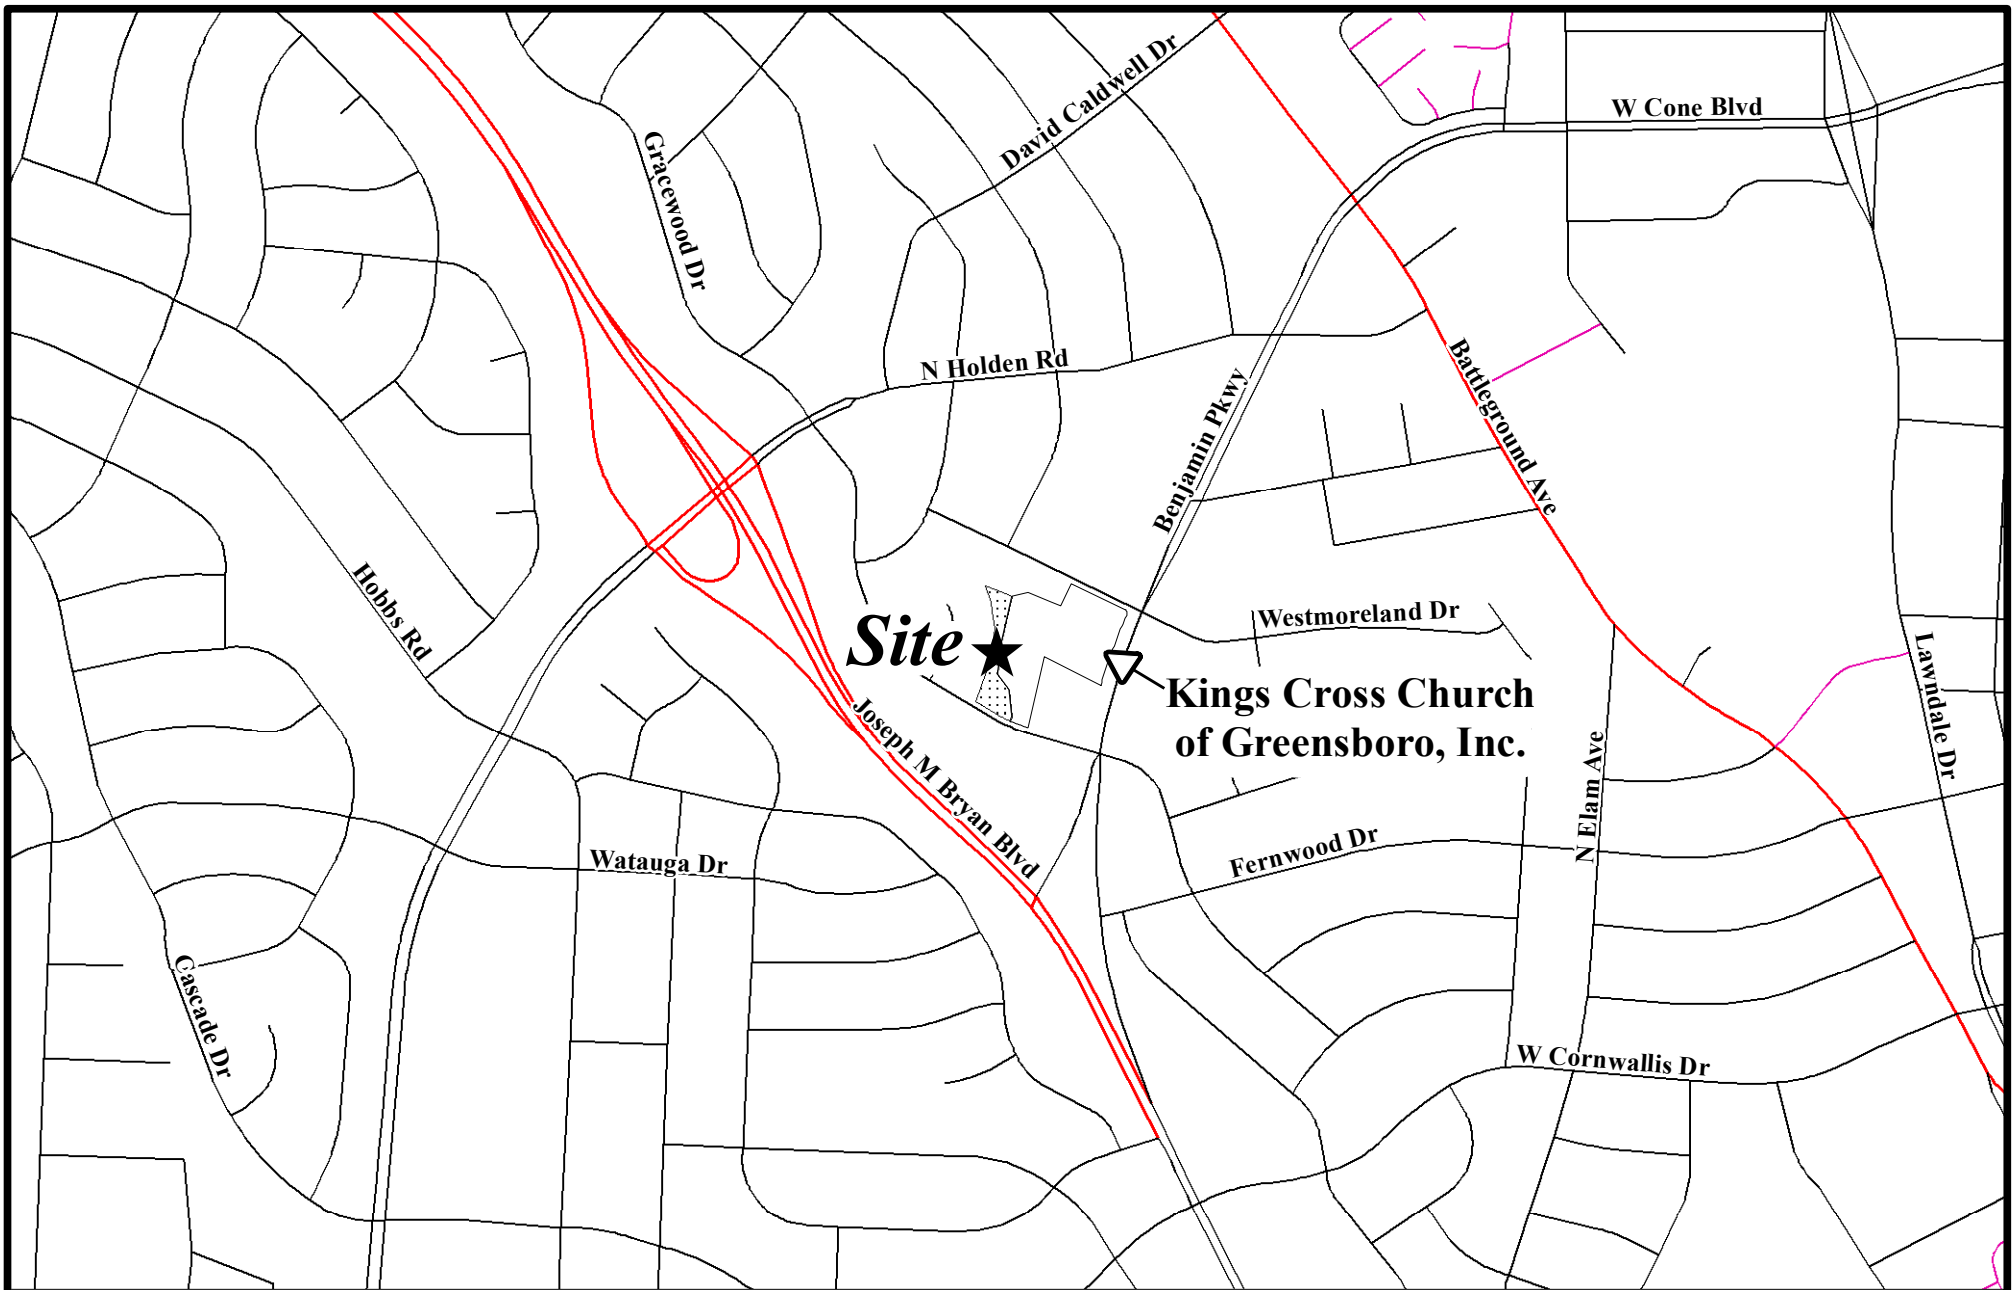 David Caldwell Dr
W Cone Blvd
Gracewood Dr
N Holden Rd
Benjamin Pkwy
Battleground Ave
Hobbs Rd
Site
Westmoreland Dr
Kings Cross Church
of Greensboro, Inc.
Lawndale Dr
Joseph M Bryan Blvd
N Elam Ave
Watauga Dr
Fernwood Dr
Cascade Dr
W Cornwallis Dr